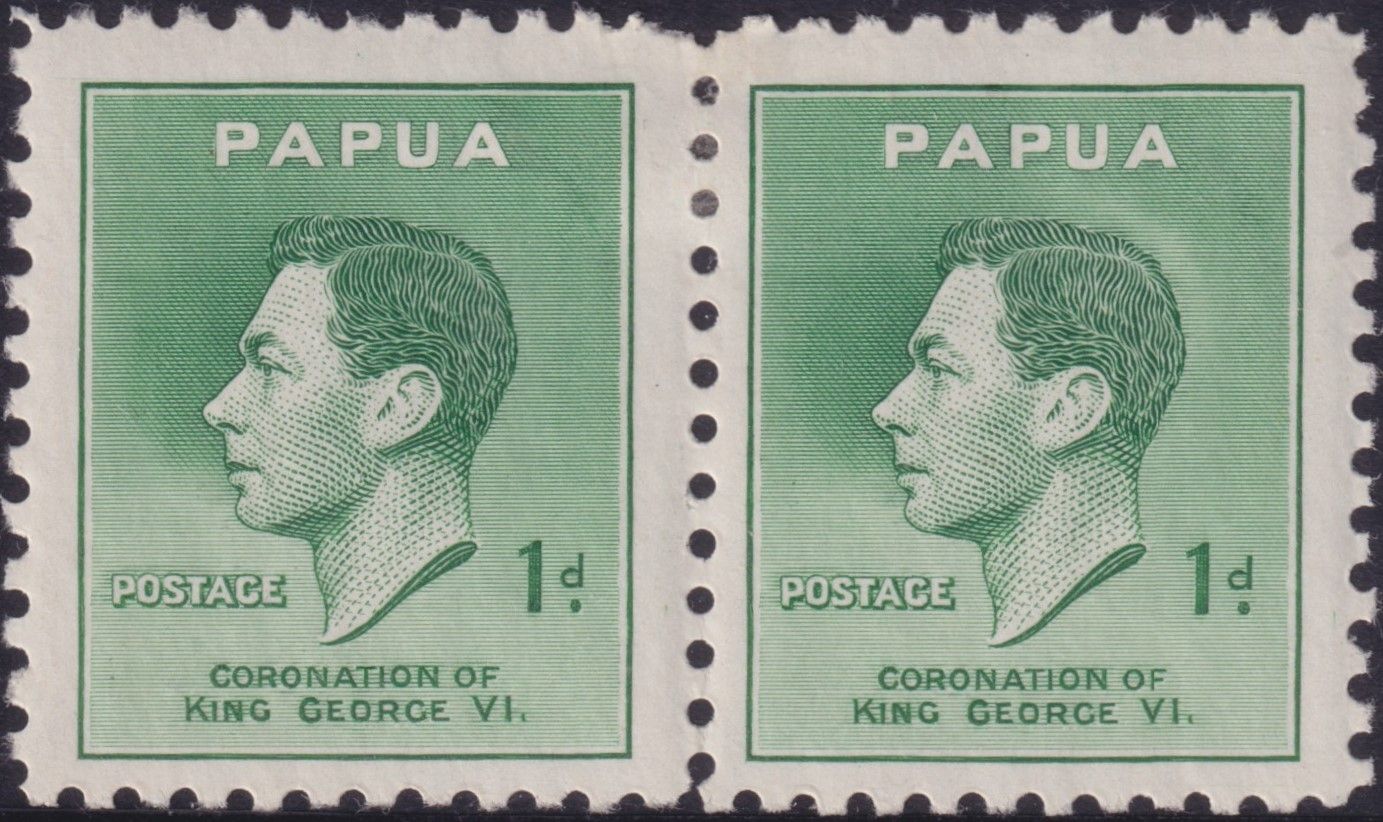 PAPUA
POSTAGE
1d.
CORONATION OF
KING GEORGE VI.
PAPUA
POSTAGE
1d.
CORONATION OF
KING GEORGE VI.